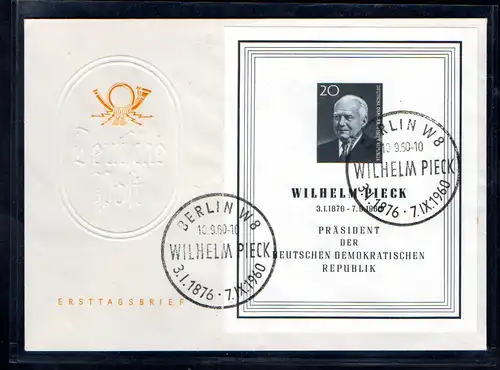 Deutsche
Post
ERSTTAGSBRIEF
20
WILHELM PIECK
3.1.1876 - 7.9.1960
PRÄSIDENT
DER
DEUTSCHEN DEMOKRATISCHEN
REPUBLIK
BERLIN W8
10.9.60-10
WILHELM PIECK
3.I.1876 · 7.IX.1960
BERLIN W8
10.9.60-10
WILHELM PIECK
3.I.1876 · 7.IX.1960